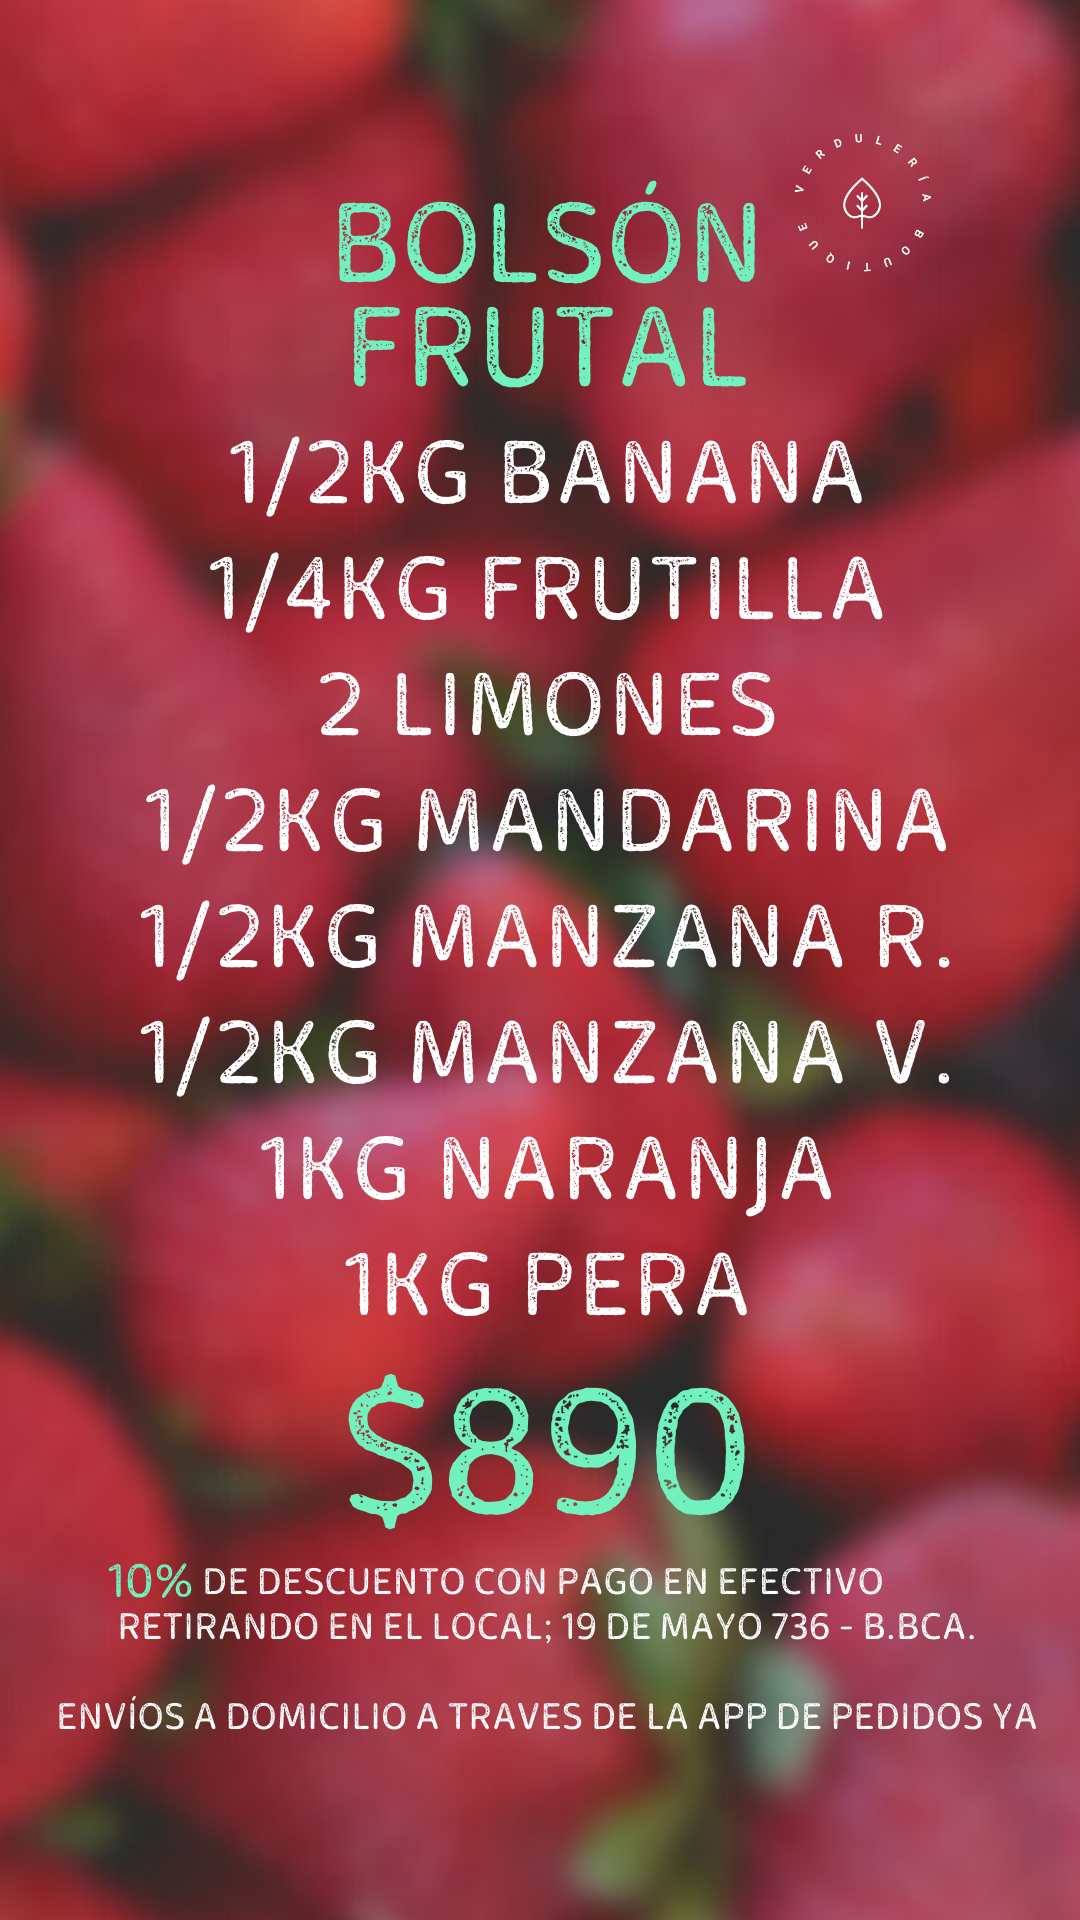 VERDULERÍA BOUTIQUE
BOLSÓN
FRUTAL
1/2KG BANANA
1/4KG FRUTILLA
2 LIMONES
1/2KG MANDARINA
1/2KG MANZANA R.
1/2KG MANZANA V.
1KG NARANJA
1KG PERA
$890
10% DE DESCUENTO CON PAGO EN EFECTIVO
RETIRANDO EN EL LOCAL; 19 DE MAYO 736 - B.BCA.
ENVÍOS A DOMICILIO A TRAVES DE LA APP DE PEDIDOS YA